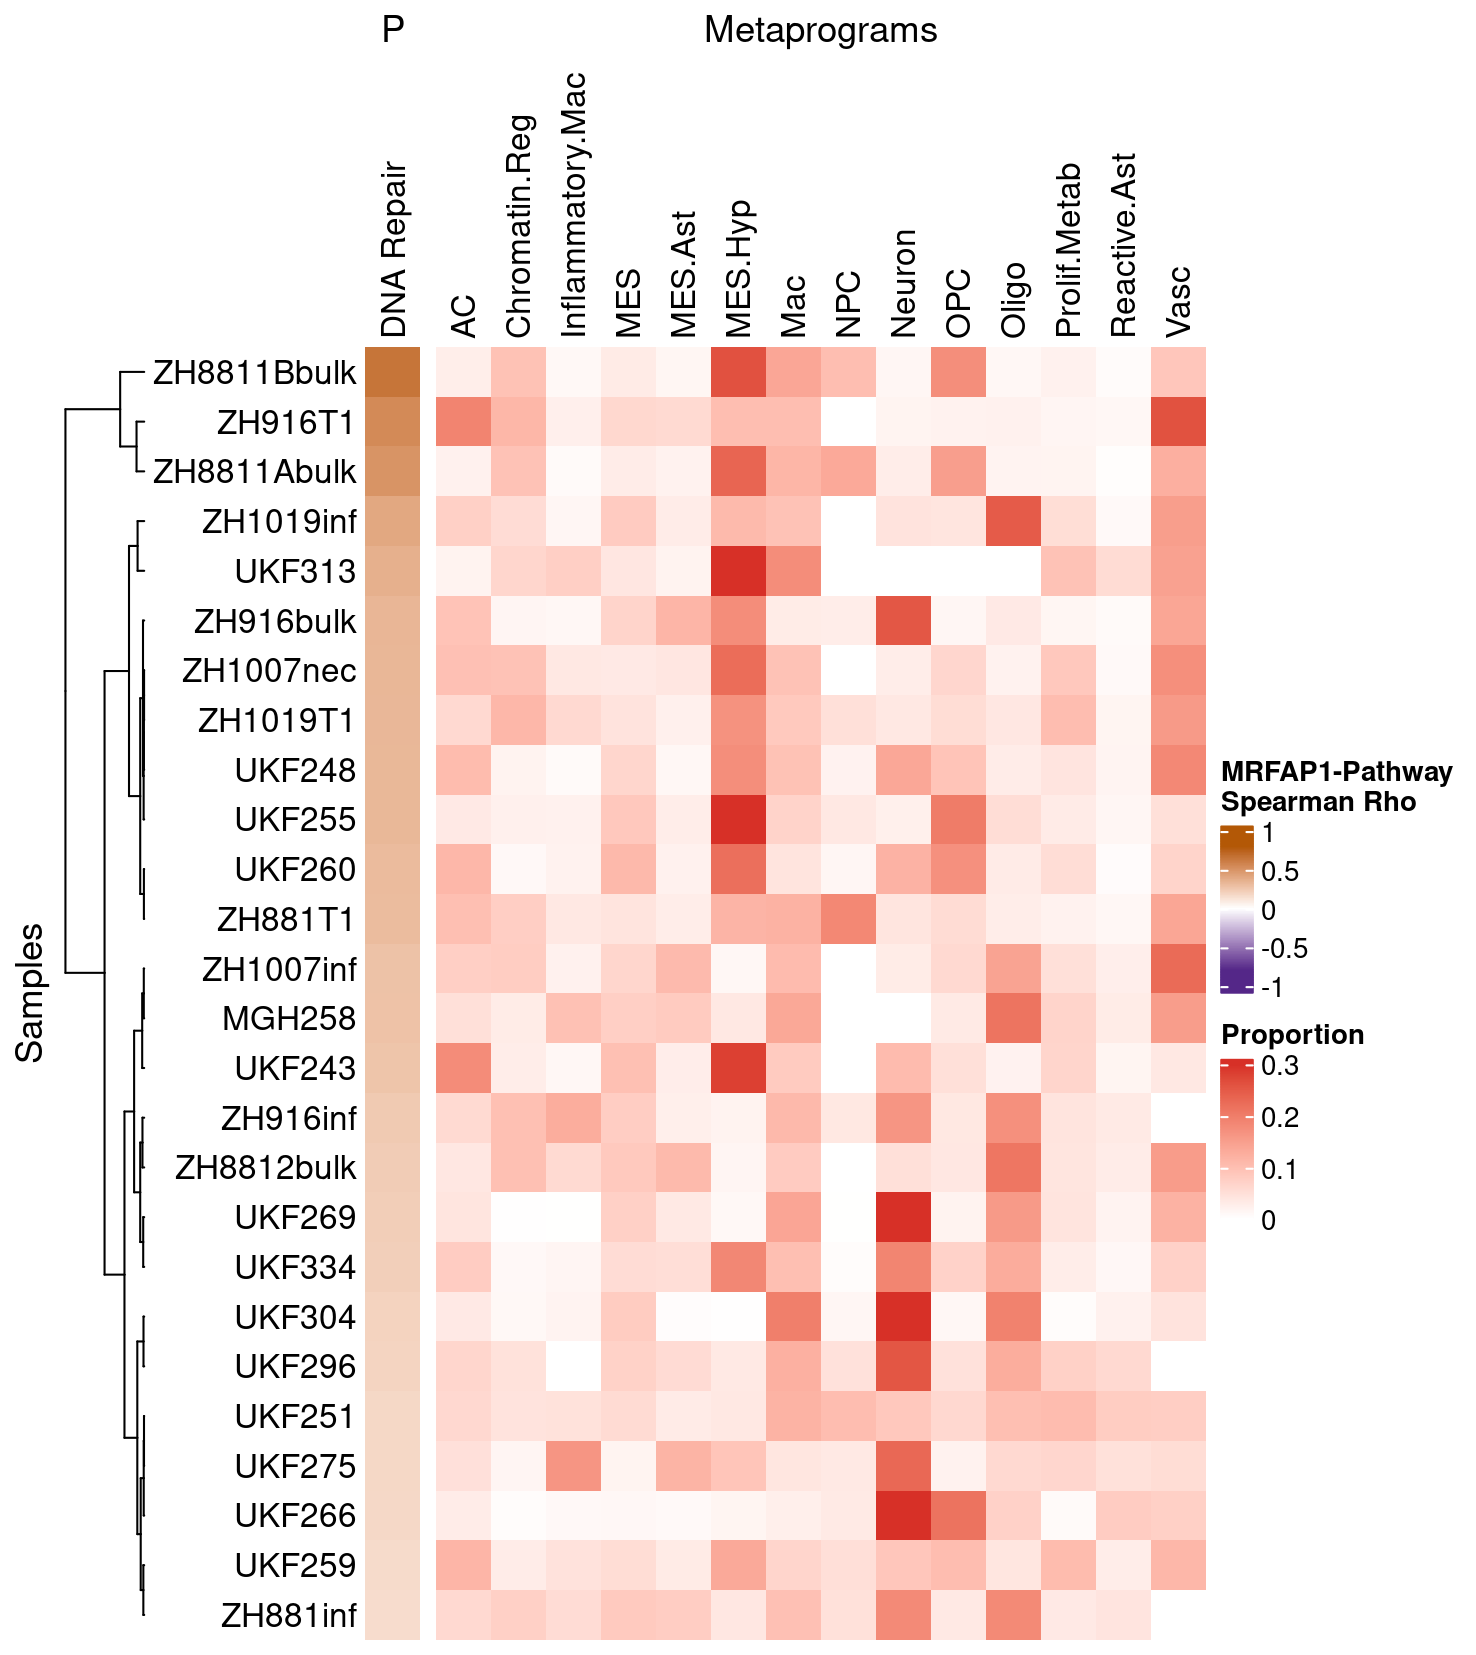 P
Metaprograms
DNA Repair
AC
Chromatin.Reg
Inflammatory.Mac
MES
MES.Ast
MES.Hyp
Mac
NPC
Neuron
OPC
Oligo
Prolif.Metab
Reactive.Ast
Vasc
Samples
ZH8811Bbulk
ZH916T1
ZH8811Abulk
ZH1019inf
UKF313
ZH916bulk
ZH1007nec
ZH1019T1
UKF248
UKF255
UKF260
ZH881T1
ZH1007inf
MGH258
UKF243
ZH916inf
ZH8812bulk
UKF269
UKF334
UKF304
UKF296
UKF251
UKF275
UKF266
UKF259
ZH881inf
MRFAP1-Pathway
Spearman Rho
1
0.5
0
-0.5
-1
Proportion
0.3
0.2
0.1
0